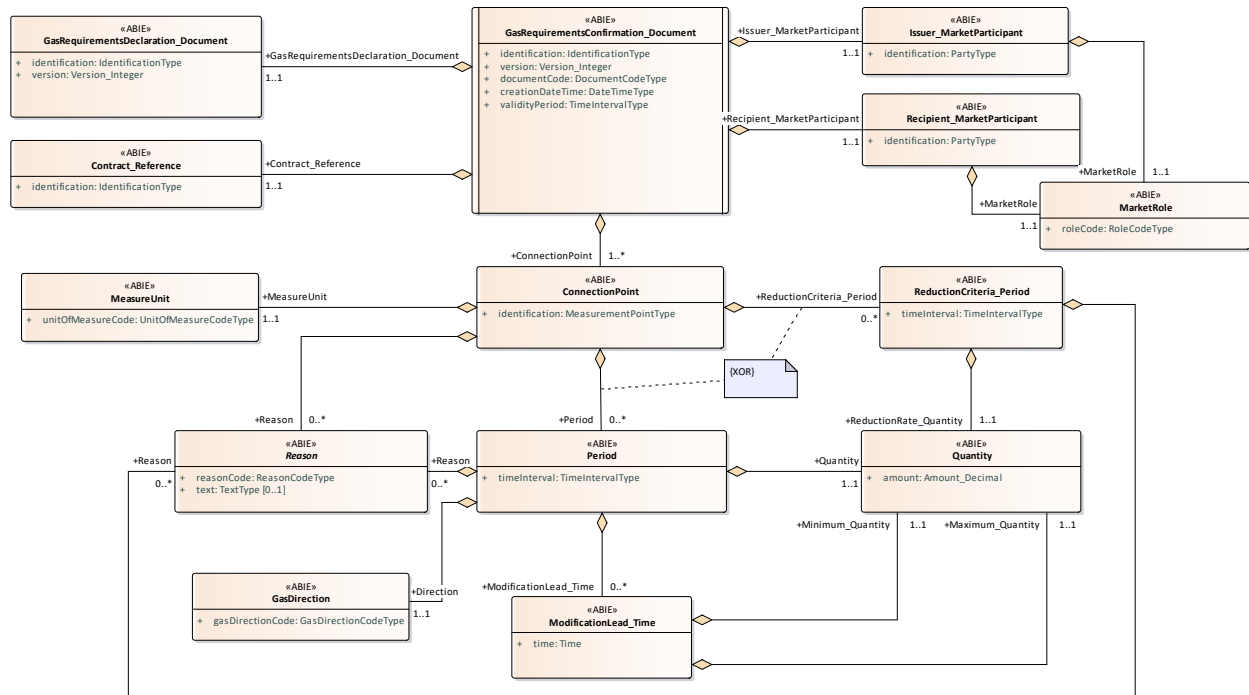 «ABIE»
GasRequirementsDeclaration_Document
+ identification: IdentificationType
+ version: Version_Integer
+GasRequirementsDeclaration_Document
1..1
«ABIE»
GasRequirementsConfirmation_Document
+ identification: IdentificationType
+ version: Version_Integer
+ documentCode: DocumentCodeType
+ creationDateTime: DateTimeType
+ validityPeriod: TimeIntervalType
+Issuer_MarketParticipant
1..1
«ABIE»
Issuer_MarketParticipant
+ identification: PartyType
+Recipient_MarketParticipant
1..1
«ABIE»
Recipient_MarketParticipant
+ identification: PartyType
«ABIE»
Contract_Reference
+ identification: IdentificationType
+Contract_Reference
1..1
+MarketRole 1..1
+MarketRole
1..1
«ABIE»
MarketRole
+ roleCode: RoleCodeType
+ConnectionPoint 1..*
«ABIE»
MeasureUnit
+ unitOfMeasureCode: UnitOfMeasureCodeType
+MeasureUnit
1..1
«ABIE»
ConnectionPoint
+ identification: MeasurementPointType
+ReductionCriteria_Period
0..*
«ABIE»
ReductionCriteria_Period
+ timeInterval: TimeIntervalType
{XOR}
+Reason 0..*
+Period 0..*
+ReductionRate_Quantity 1..1
+Reason
0..*
«ABIE»
Reason
+ reasonCode: ReasonCodeType
+ text: TextType [0..1]
+Reason
0..*
«ABIE»
Period
+ timeInterval: TimeIntervalType
+Quantity
1..1
«ABIE»
Quantity
+ amount: Amount_Decimal
+Minimum_Quantity 1..1
+Maximum_Quantity 1..1
«ABIE»
GasDirection
+ gasDirectionCode: GasDirectionCodeType
+Direction
1..1
+ModificationLead_Time 0..*
«ABIE»
ModificationLead_Time
+ time: Time